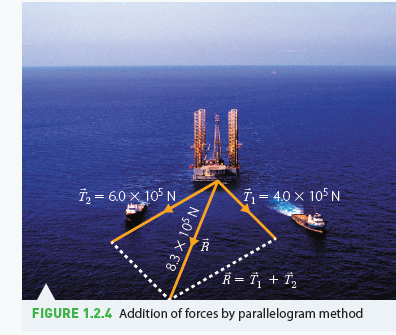 T⃗₂ = 6.0 × 10⁵ N
T⃗₁ = 4.0 × 10⁵ N
8.3 × 10⁵ N
R⃗
R⃗ = T⃗₁ + T⃗₂
FIGURE 1.2.4 Addition of forces by parallelogram method